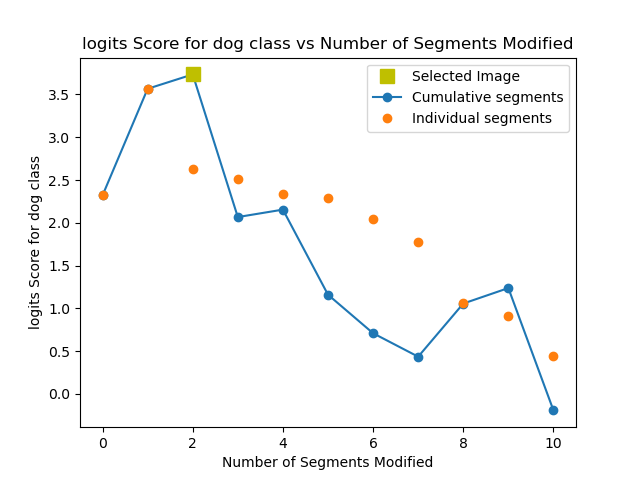 logits Score for dog class vs Number of Segments Modified
Selected Image
Cumulative segments
Individual segments
logits Score for dog class
3.5
3.0
2.5
2.0
1.5
1.0
0.5
0.0
0 2 4 6 8 10
Number of Segments Modified